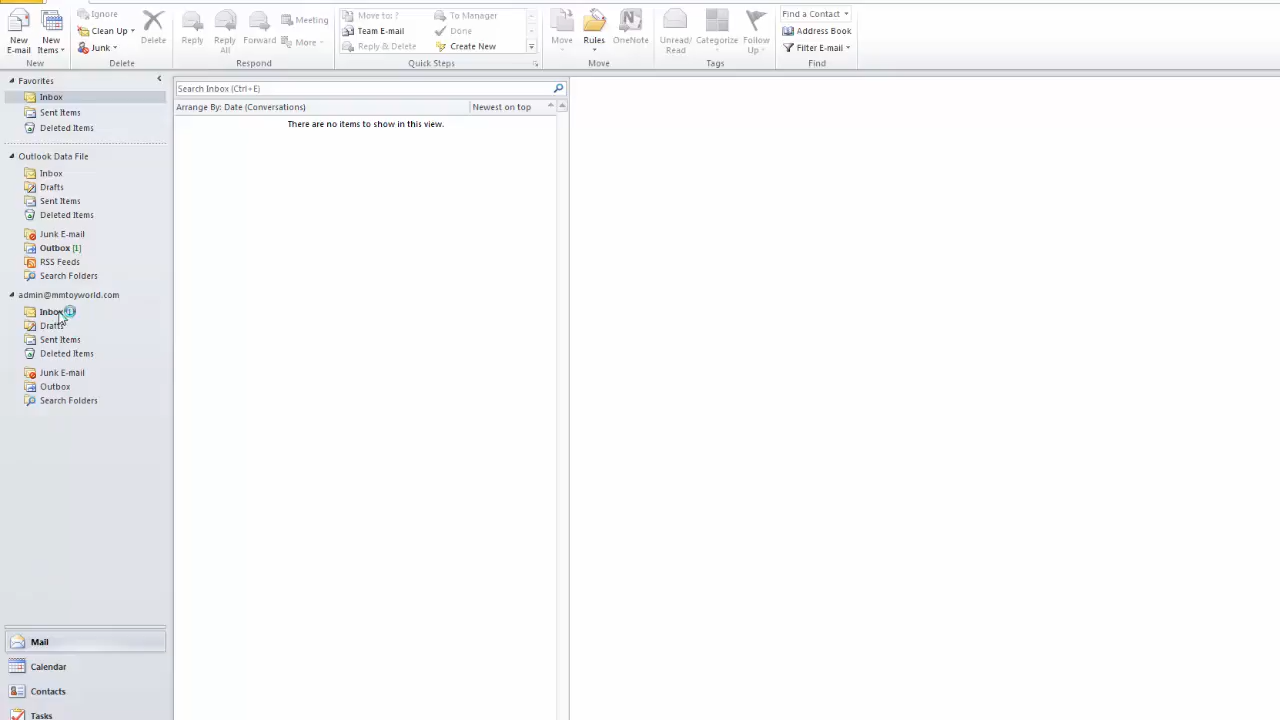 New E-mail
New Items
New
Ignore
Clean Up
Junk
Delete
Delete
Reply
Reply All
Forward
Meeting
More
Respond
Move to: ?
Team E-mail
Reply & Delete
To Manager
Done
Create New
Quick Steps
Move
Rules
OneNote
Move
Unread/ Read
Categorize
Follow Up
Tags
Find a Contact
Address Book
Filter E-mail
Find
Favorites
Inbox
Sent Items
Deleted Items
Outlook Data File
Inbox
Drafts
Sent Items
Deleted Items
Junk E-mail
Outbox [1]
RSS Feeds
Search Folders
admin@mmtoyworld.com
Inbox
Drafts
Sent Items
Deleted Items
Junk E-mail
Outbox
Search Folders
Mail
Calendar
Contacts
Tasks
Search Inbox (Ctrl+E)
Arrange By: Date (Conversations)
Newest on top
There are no items to show in this view.